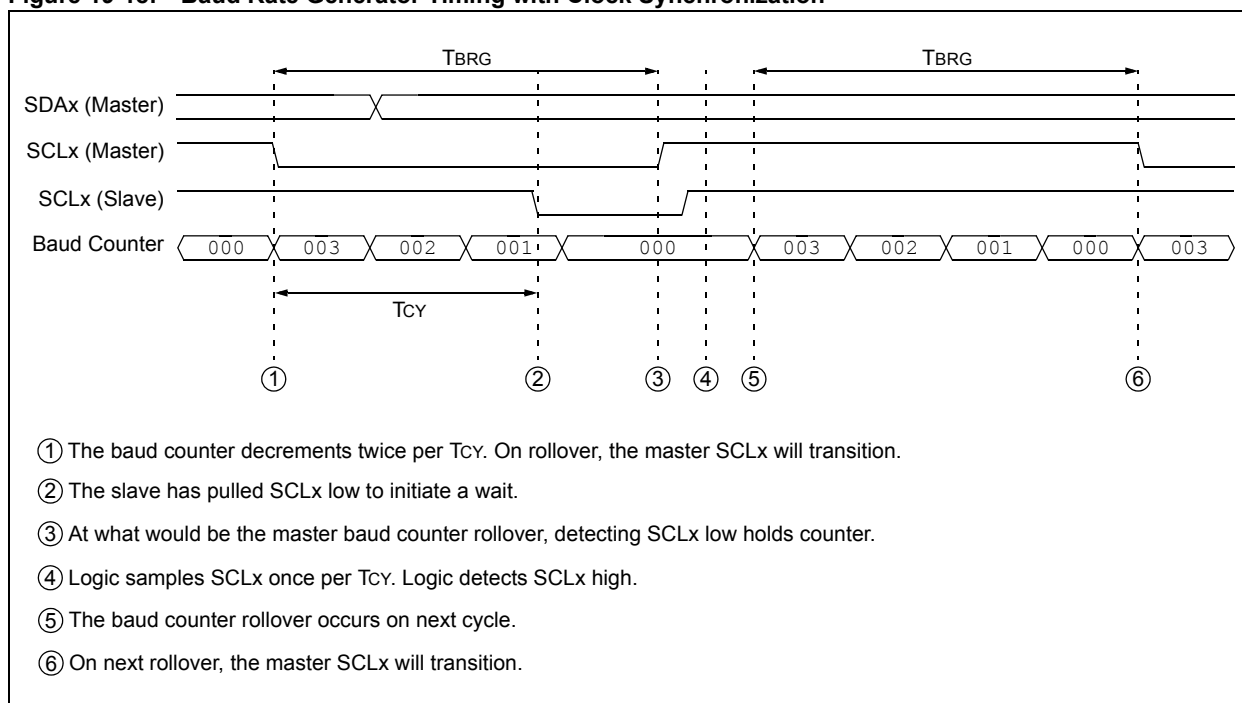 Figure 19-18: Baud Rate Generator Timing with Clock Synchronization
TBRG TBRG
SDAx (Master)
SCLx (Master)
SCLx (Slave)
Baud Counter 000 003 002 001 000 003 002 001 000 003
TCY
1 2 3 4 5 6
1 The baud counter decrements twice per TCY. On rollover, the master SCLx will transition.
2 The slave has pulled SCLx low to initiate a wait.
3 At what would be the master baud counter rollover, detecting SCLx low holds counter.
4 Logic samples SCLx once per TCY. Logic detects SCLx high.
5 The baud counter rollover occurs on next cycle.
6 On next rollover, the master SCLx will transition.